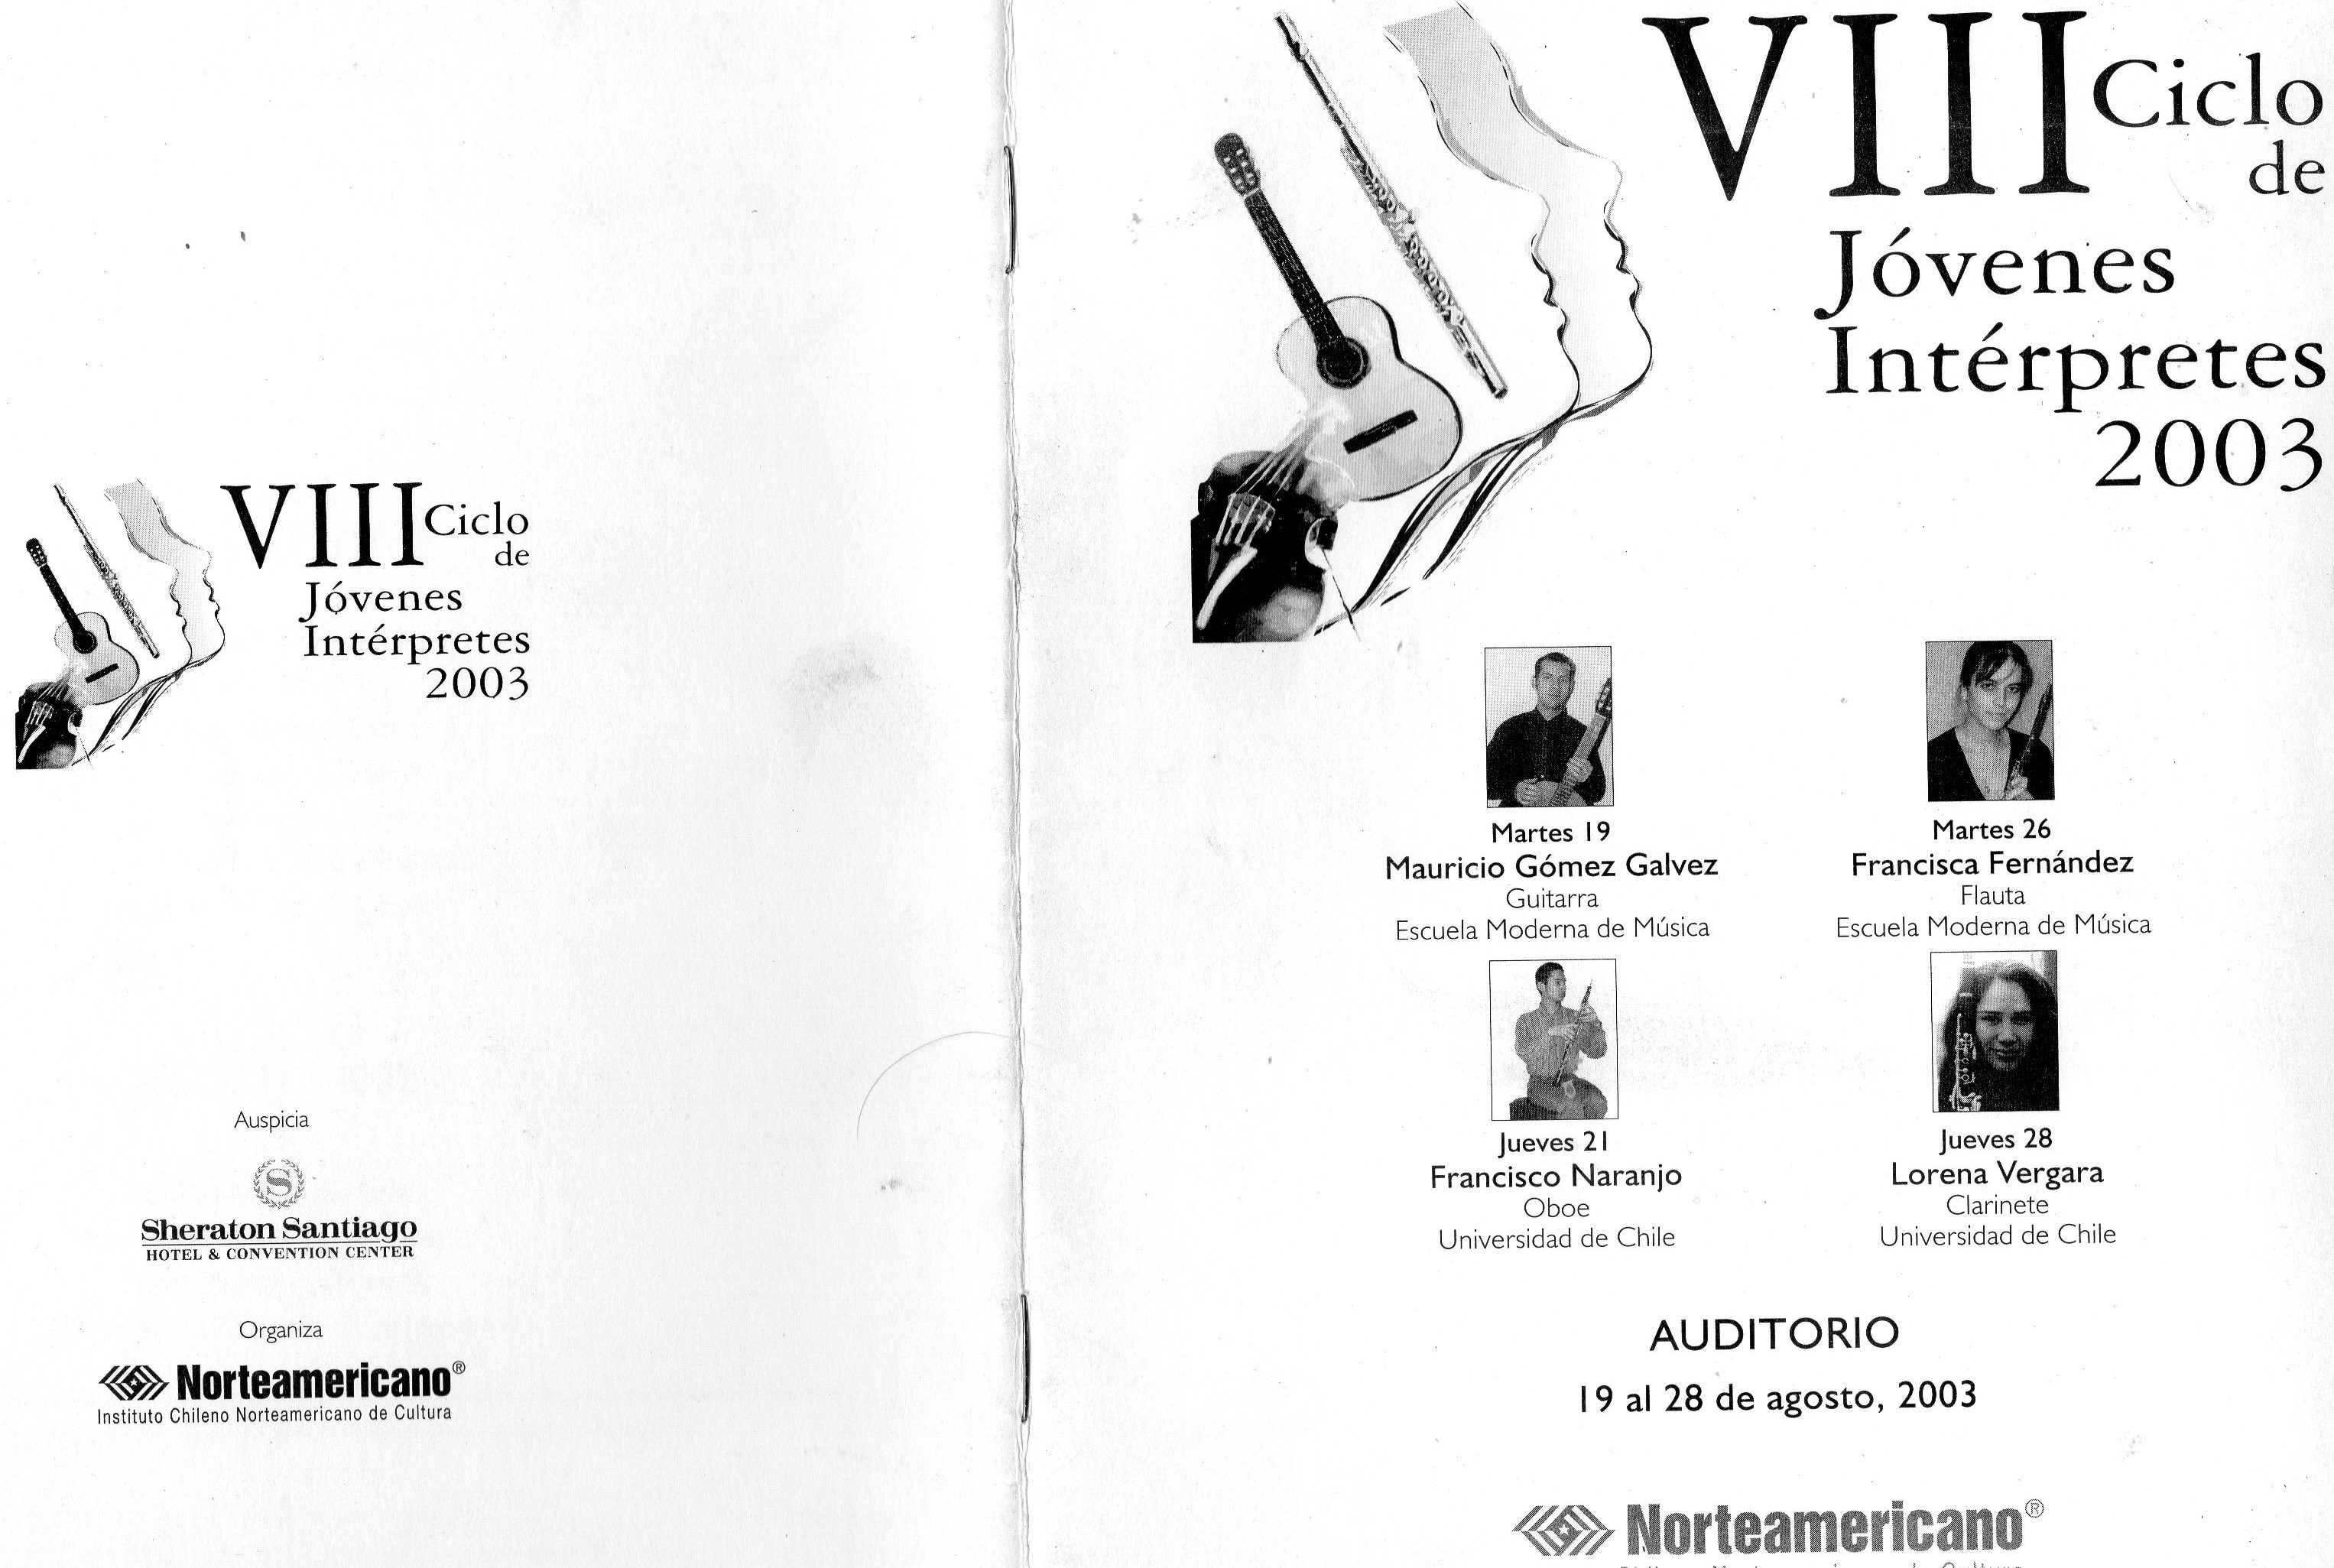 VIII Ciclo
de
Jóvenes
Intérpretes
2003
Auspicia
S
Sheraton Santiago
HOTEL & CONVENTION CENTER
Organiza
Norteamericano®
Instituto Chileno Norteamericano de Cultura
VIII Ciclo
de
Jóvenes
Intérpretes
2003
Martes 19
Mauricio Gómez Galvez
Guitarra
Escuela Moderna de Música
Martes 26
Francisca Fernández
Flauta
Escuela Moderna de Música
Jueves 21
Francisco Naranjo
Oboe
Universidad de Chile
Jueves 28
Lorena Vergara
Clarinete
Universidad de Chile
AUDITORIO
19 al 28 de agosto, 2003
Norteamericano®